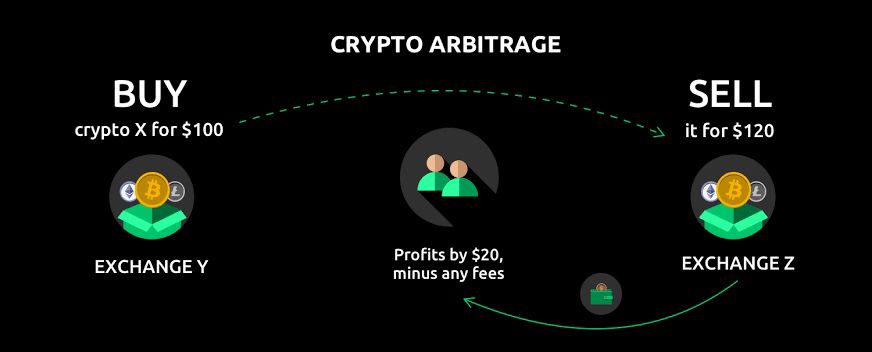 CRYPTO ARBITRAGE
BUY
crypto X for $100
SELL
it for $120
EXCHANGE Y
Profits by $20,
minus any fees
EXCHANGE Z